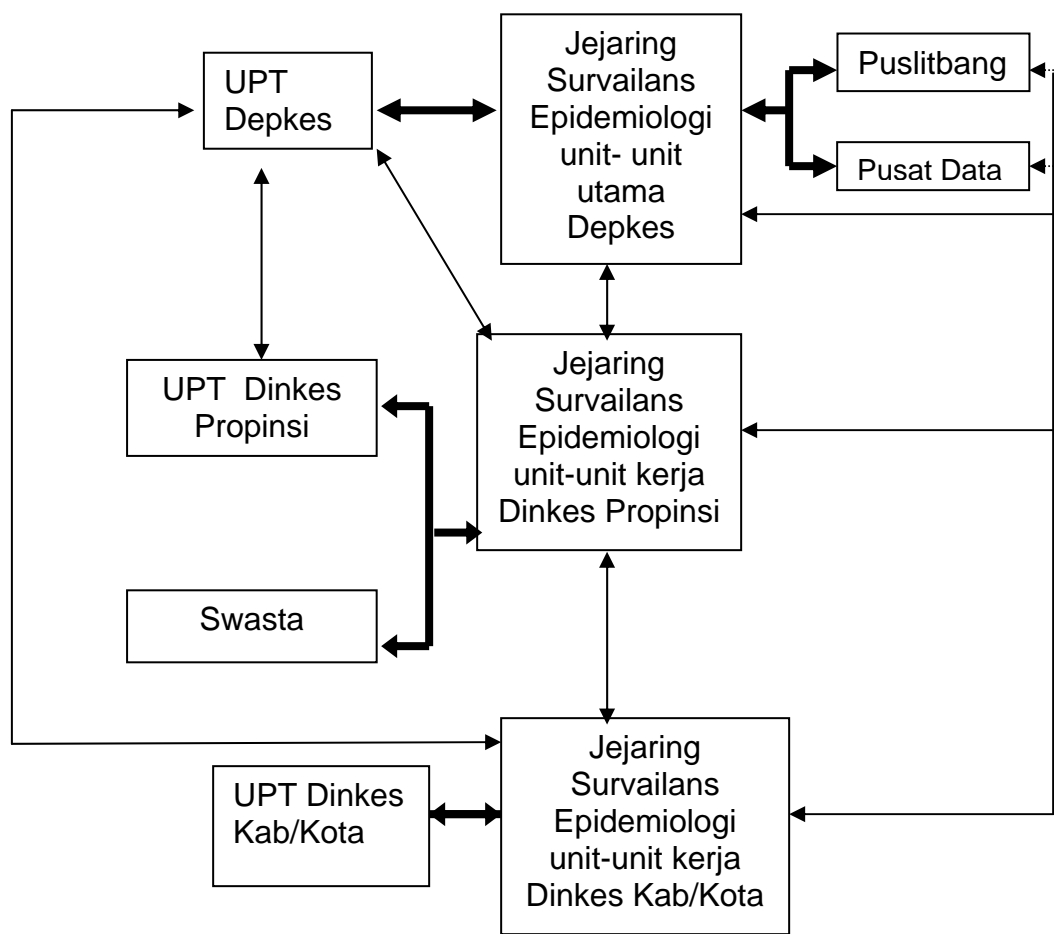 UPT
Depkes
Jejaring
Survailans
Epidemiologi
unit- unit
utama
Depkes
Puslitbang
Pusat Data
UPT  Dinkes
Propinsi
Jejaring
Survailans
Epidemiologi
unit-unit kerja
Dinkes Propinsi
Swasta
UPT Dinkes
Kab/Kota
Jejaring
Survailans
Epidemiologi
unit-unit kerja
Dinkes Kab/Kota